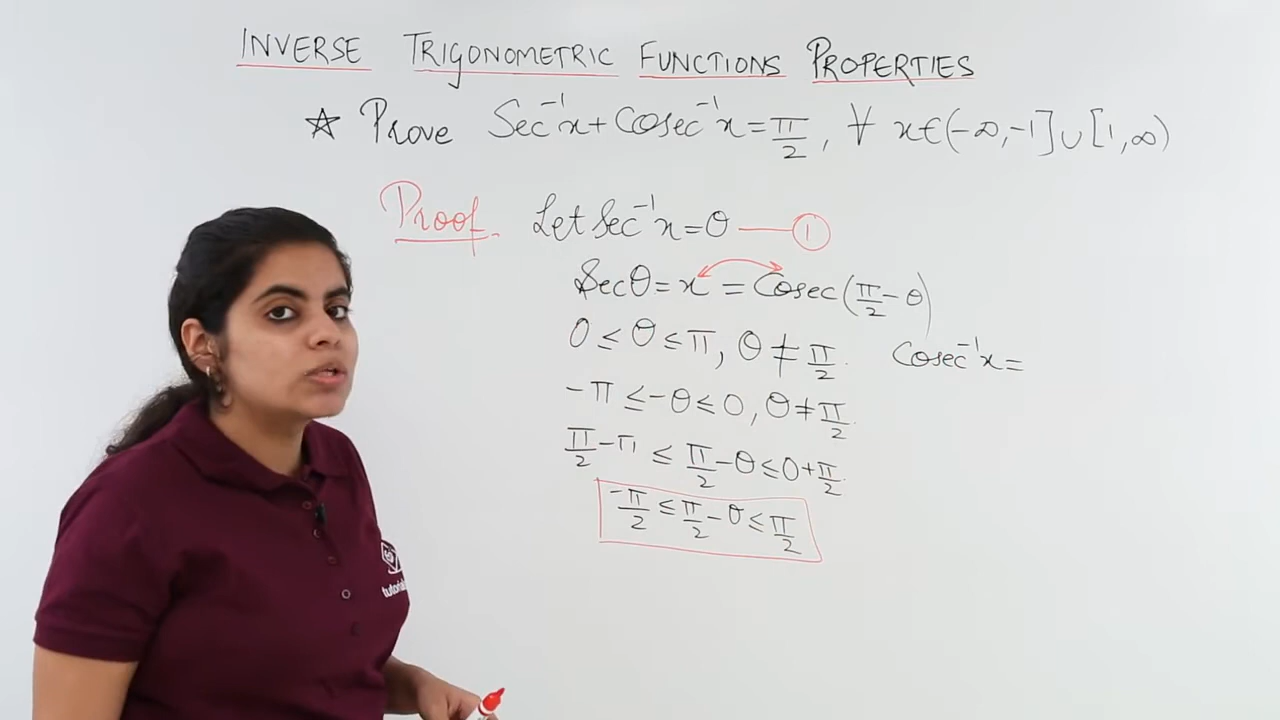 INVERSE TRIGONOMETRIC FUNCTIONS PROPERTIES
☆ Prove Sec⁻¹x + Cosec⁻¹x = π/2, ∀ x∈(-∞,-1]∪[1,∞)
Proof. Let Sec⁻¹x = θ — ①
Secθ = x = Cosec(π/2 - θ)
0 ≤ θ ≤ π, θ ≠ π/2. Cosec⁻¹x =
-π ≤ -θ ≤ 0, θ ≠ π/2.
π/2 - π ≤ π/2 - θ ≤ 0 + π/2.
-π/2 ≤ π/2 - θ ≤ π/2